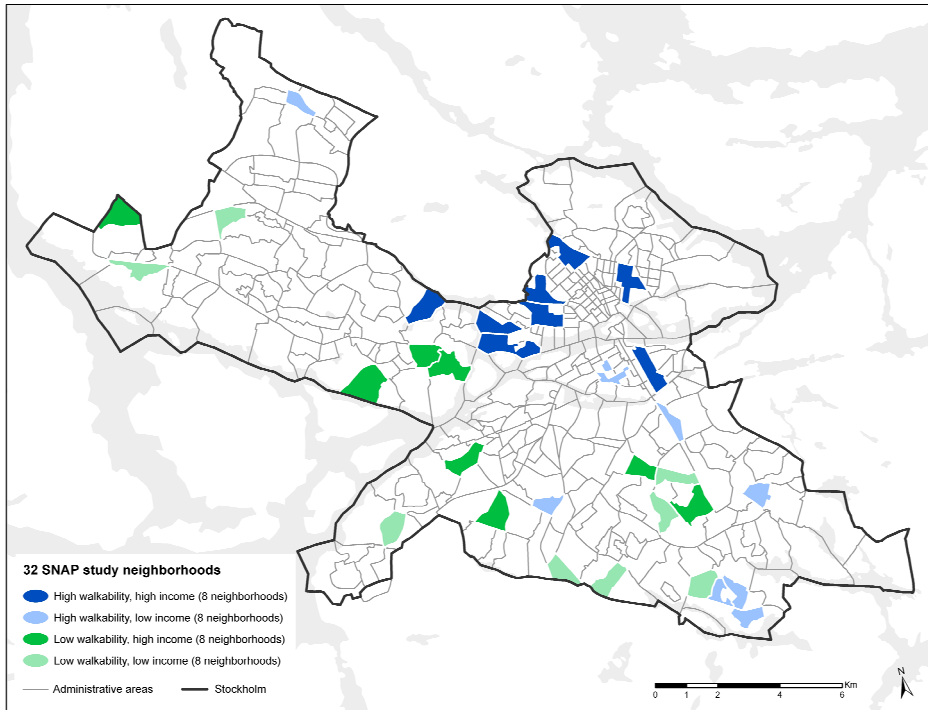 32 SNAP study neighborhoods
High walkability, high income (8 neighborhoods)
High walkability, low income (8 neighborhoods)
Low walkability, high income (8 neighborhoods)
Low walkability, low income (8 neighborhoods)
Administrative areas Stockholm
N
Km
0 1 2 4 6